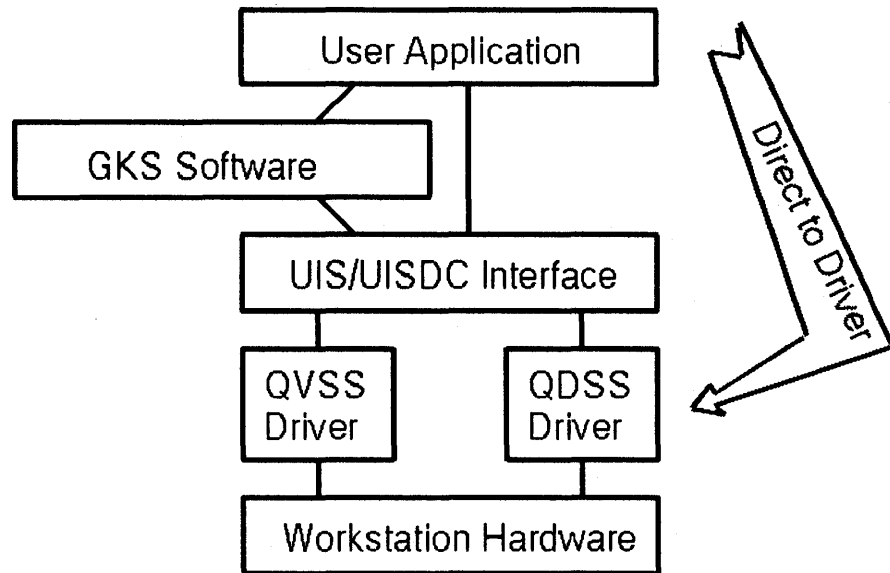 User Application
GKS Software
UIS/UISDC Interface
QVSS
Driver
QDSS
Driver
Workstation Hardware
Direct to Driver